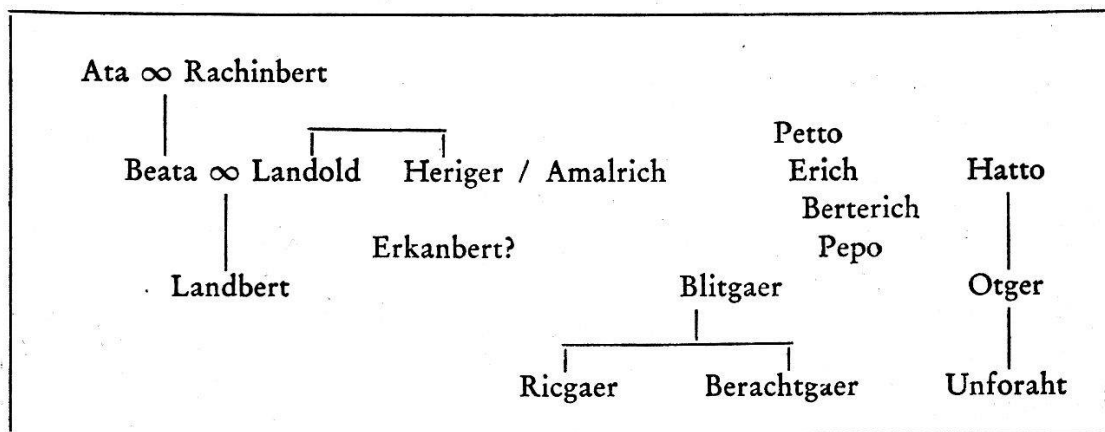 Ata ∞ Rachinbert
Petto
Beata ∞ Landold Heriger / Amalrich Erich Hatto
Berterich
Erkanbert? Pepo
Landbert Blitgaer Otger
Ricgaer Berachtgaer Unforaht